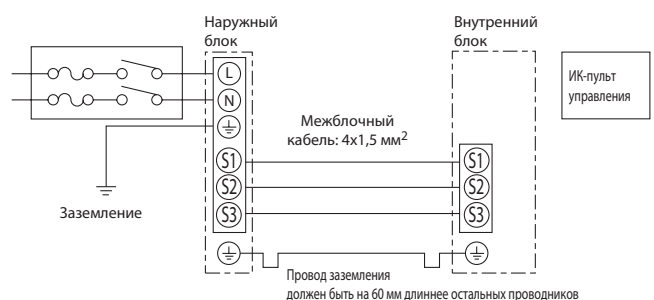 Наружный
блок
Внутренний
блок
L
N
ИК-пульт
управления
Межблочный
кабель: 4x1,5 мм²
S1
S1
S2
S2
S3
S3
Заземление
Провод заземления
должен быть на 60 мм длиннее остальных проводников